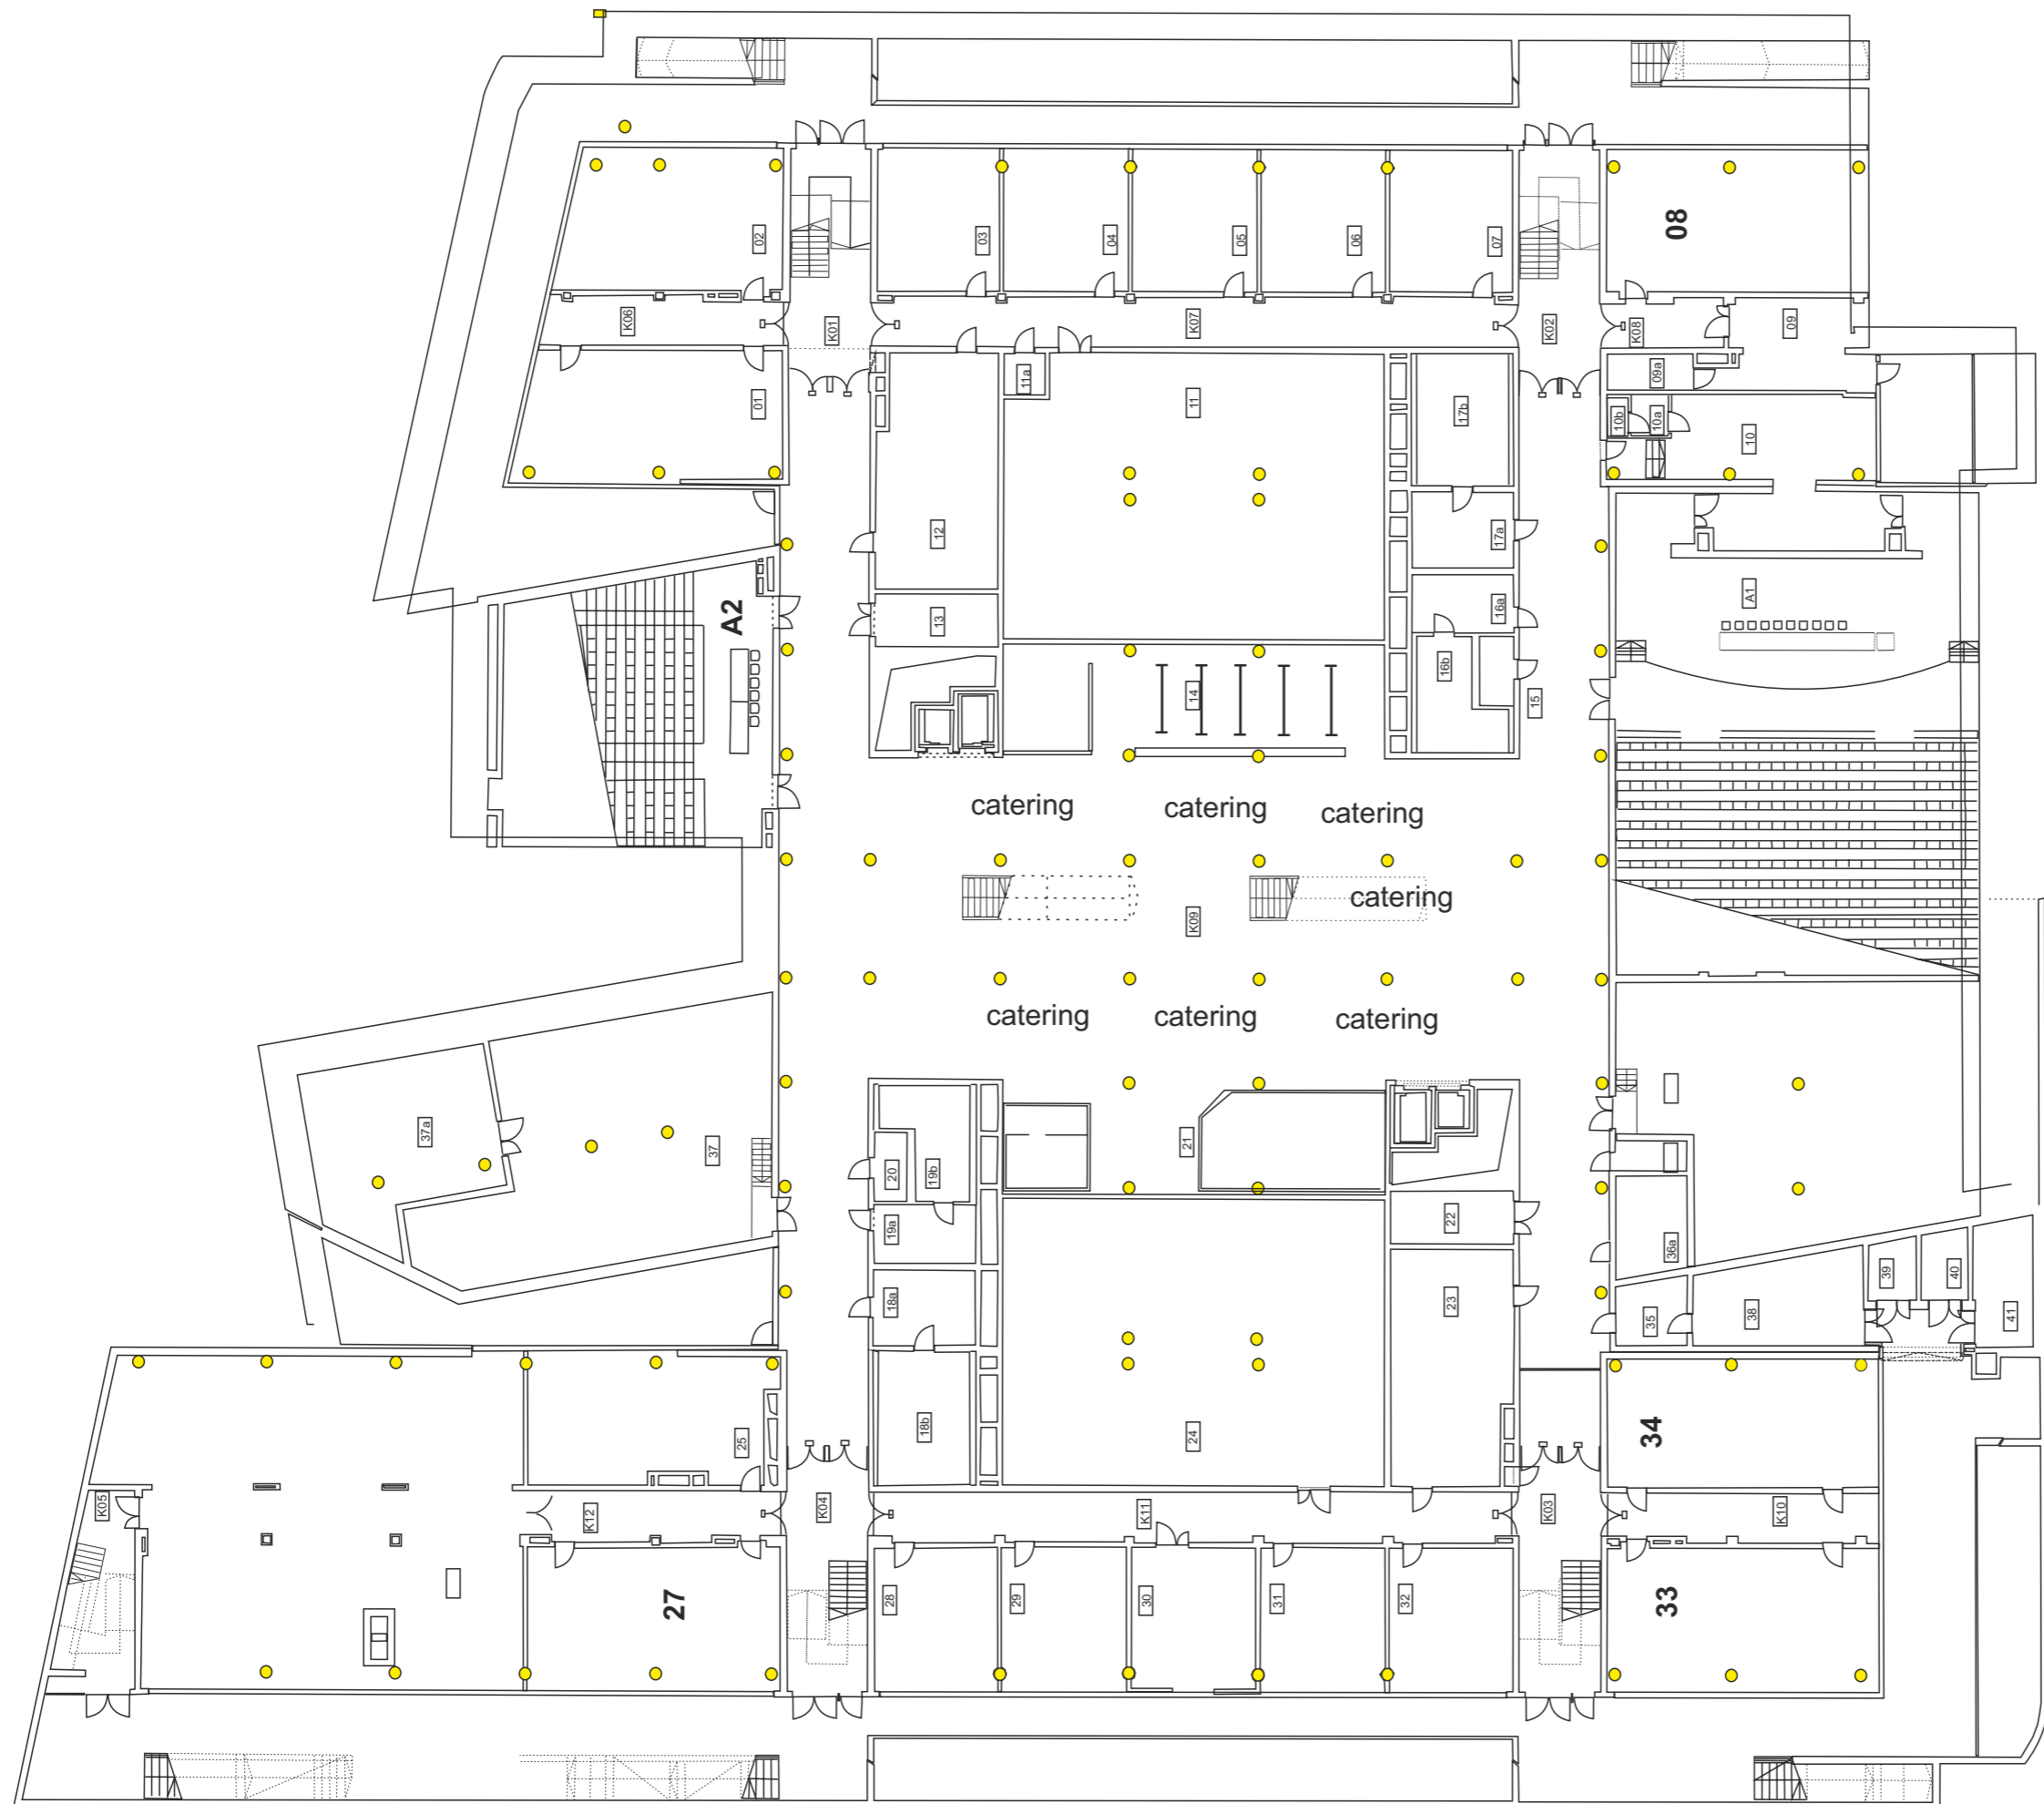 02
03
04
05
06
07
08
K06
K01
K07
K02
K08
09
01
11a
11
17b
09a
10b
10a
10
12
17a
A2
13
16a
A1
16b
14
15
catering
catering
catering
catering
K09
catering
catering
catering
37a
37
20
19b
21
19a
22
36a
18a
23
35
38
39
40
41
25
18b
24
34
K05
K12
K04
K11
K03
K10
27
28
29
30
31
32
33